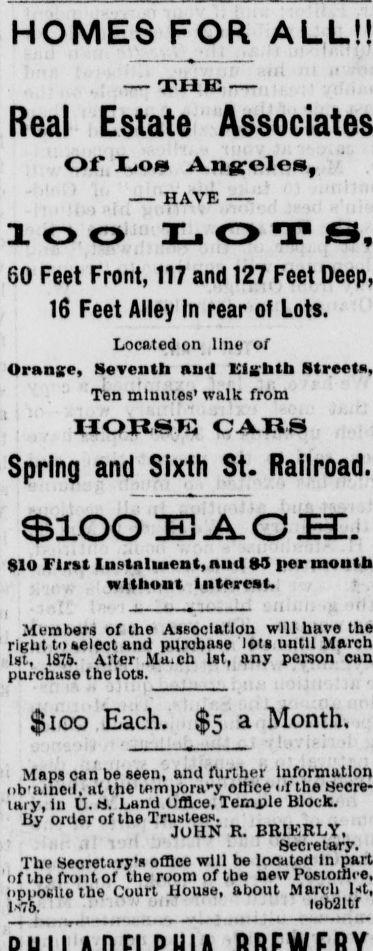 HOMES FOR ALL!!
THE
Real Estate Associates
Of Los Angeles,
— HAVE —
100 LOTS,
60 Feet Front, 117 and 127 Feet Deep,
16 Feet Alley In rear of Lots.
Located on line of
Orange, Seventh and Eighth Streets,
Ten minutes' walk from
HORSE CARS
Spring and Sixth St. Railroad.
$100 EACH.
$10 First Instalment, and $5 per month
without interest.
Members of the Association will have the
right to select and purchase lots until March
1st, 1875. After March 1st, any person can
purchase the lots.
$100 Each. $5 a Month.
Maps can be seen, and further information
ob'ained, at the temporary office of the Secre-
tary, in U. S. Land Office, Temple Block.
By order of the Trustees.
JOHN R. BRIERLY,
Secretary.
The Secretary's office will be located in part
of the front of the room of the new Postoffice,
opposite the Court House, about March 1st,
1875.
feb21tf
PHILADELPHIA BREWERY